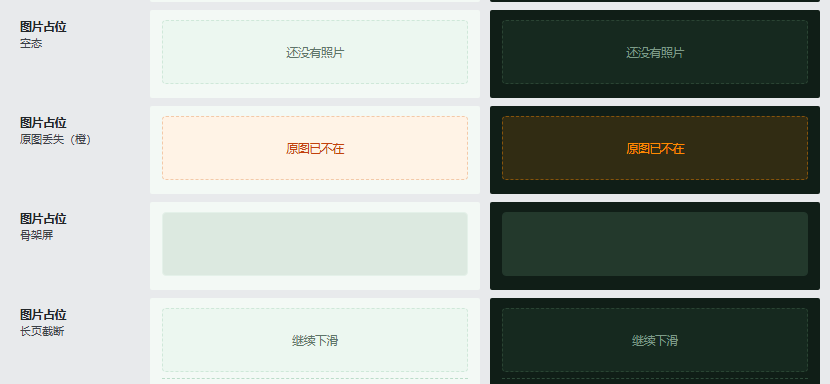 图片占位
空态
还没有照片
还没有照片
图片占位
原图丢失（橙）
原图已不在
原图已不在
图片占位
骨架屏
图片占位
长页截断
继续下滑
继续下滑